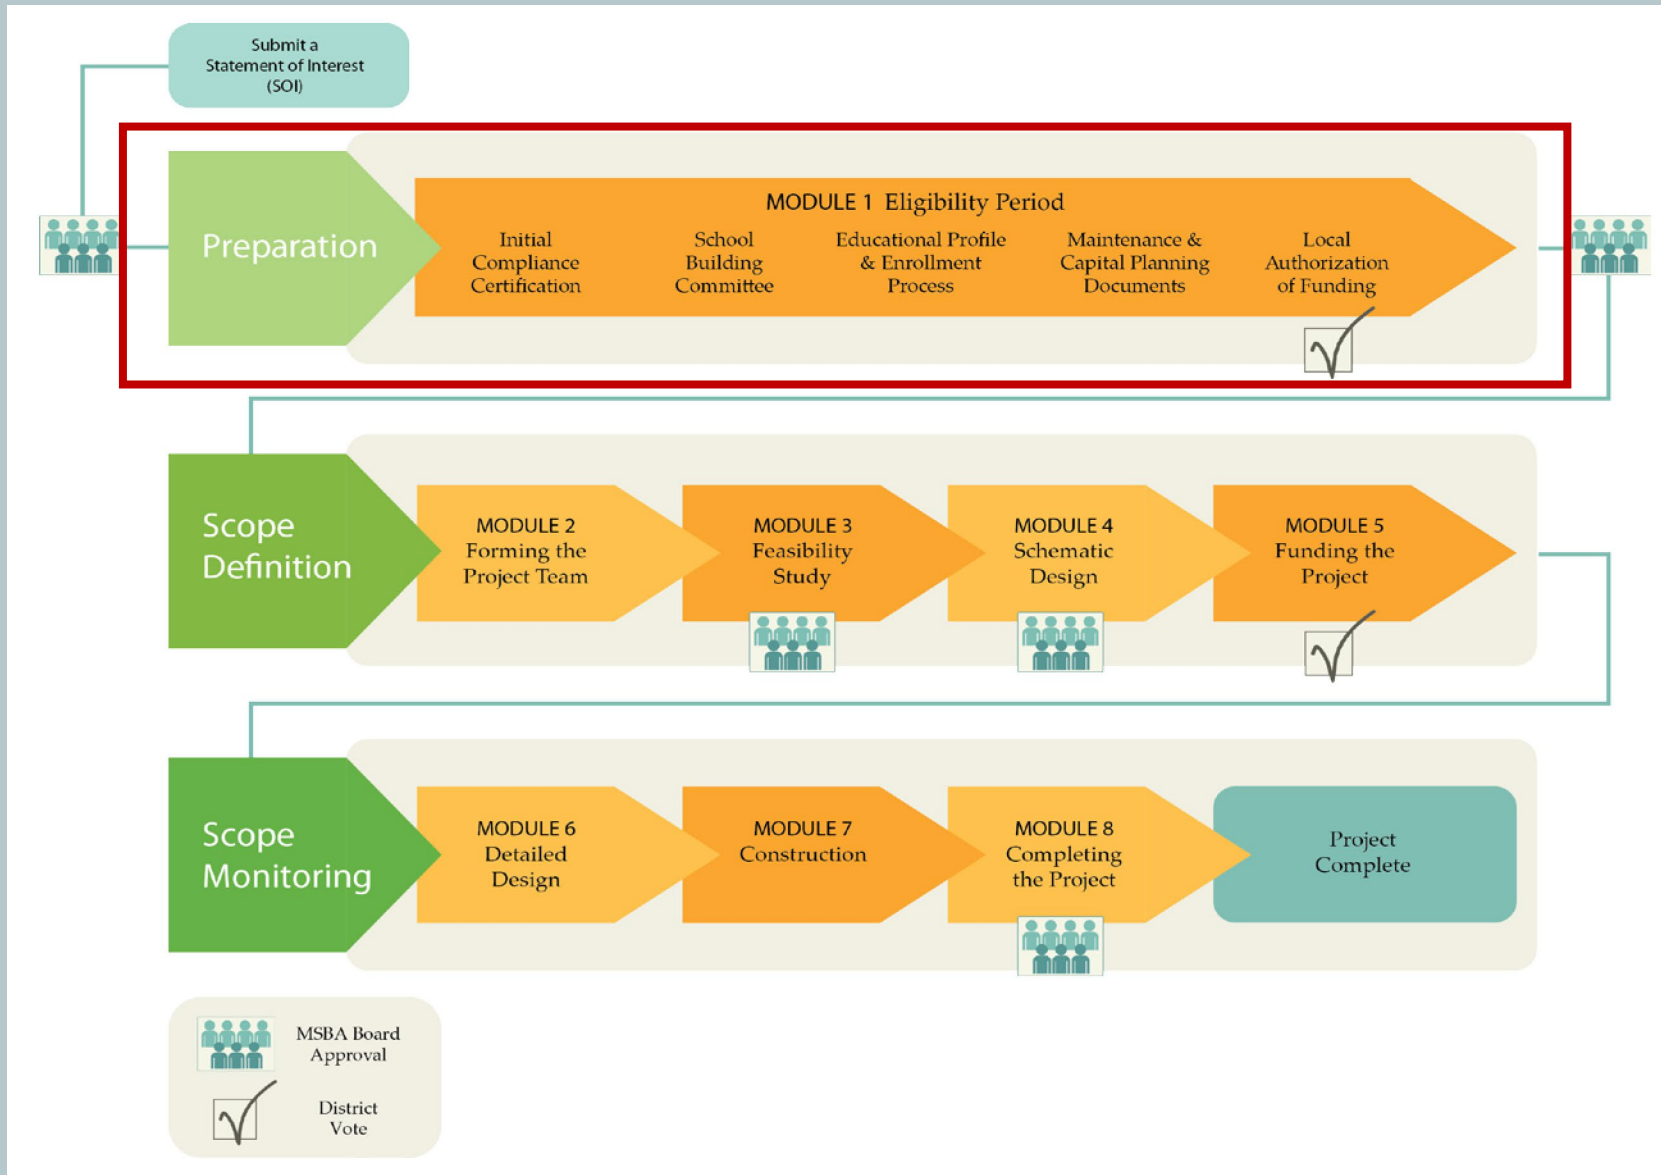 Submit a
Statement of Interest
(SOI)
Preparation
MODULE 1 Eligibility Period
Initial
Compliance
Certification
School
Building
Committee
Educational Profile
& Enrollment
Process
Maintenance &
Capital Planning
Documents
Local
Authorization
of Funding
Scope
Definition
MODULE 2
Forming the
Project Team
MODULE 3
Feasibility
Study
MODULE 4
Schematic
Design
MODULE 5
Funding the
Project
Scope
Monitoring
MODULE 6
Detailed
Design
MODULE 7
Construction
MODULE 8
Completing
the Project
Project
Complete
MSBA Board
Approval
District
Vote